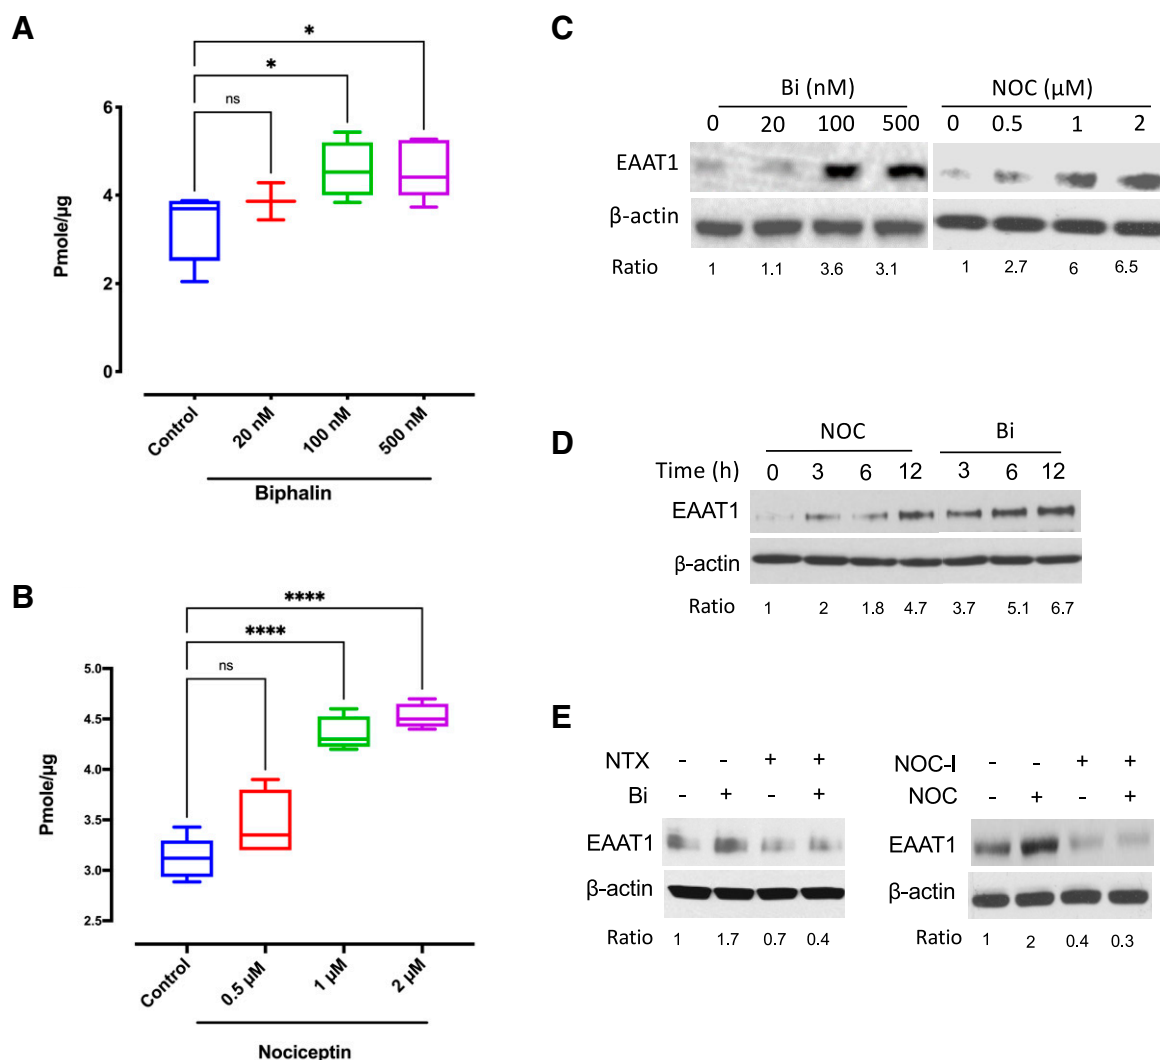 A
*
*
ns
6
4
2
0
Pmole/µg
Control
20 nM
100 nM
500 nM
Biphalin
B
****
****
ns
5.0
4.5
4.0
3.5
3.0
2.5
Pmole/µg
Control
0.5 µM
1 µM
2 µM
Nociceptin
C
Bi (nM) NOC (µM)
0 20 100 500 0 0.5 1 2
EAAT1
β-actin
Ratio 1 1.1 3.6 3.1 1 2.7 6 6.5
D
NOC Bi
Time (h) 0 3 6 12 3 6 12
EAAT1
β-actin
Ratio 1 2 1.8 4.7 3.7 5.1 6.7
E
NTX - - + +
Bi - + - +
EAAT1
β-actin
Ratio 1 1.7 0.7 0.4
NOC-I - - + +
NOC - + - +
EAAT1
β-actin
Ratio 1 2 0.4 0.3